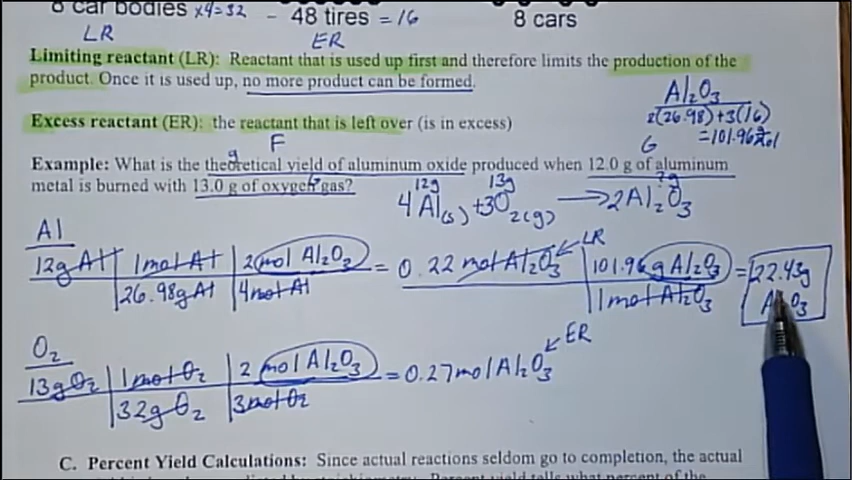 car bodies ×4=32
- 48 tires = 16
8 cars
LR
ER
Limiting reactant (LR): Reactant that is used up first and therefore limits the production of the
product. Once it is used up, no more product can be formed.
Al₂O₃
2(26.98)+3(16)
=101.96 g/mol
Excess reactant (ER): the reactant that is left over (is in excess)
F
G
g
Example: What is the theoretical yield of aluminum oxide produced when 12.0 g of aluminum
metal is burned with 13.0 g of oxygen gas?
12g 13g ?g
4Al(s) + 3O₂(g) → 2Al₂O₃
Al
12g Al | 1mol Al | 2 mol Al₂O₃ = 0.22 mol Al₂O₃ | 101.96 g Al₂O₃ = 22.43g
26.98g Al | 4mol Al | 1mol Al₂O₃
LR
O₂
13g O₂ | 1mol O₂ | 2 mol Al₂O₃ = 0.27 mol Al₂O₃
32g O₂ | 3mol O₂
ER
C. Percent Yield Calculations: Since actual reactions seldom go to completion, the actual